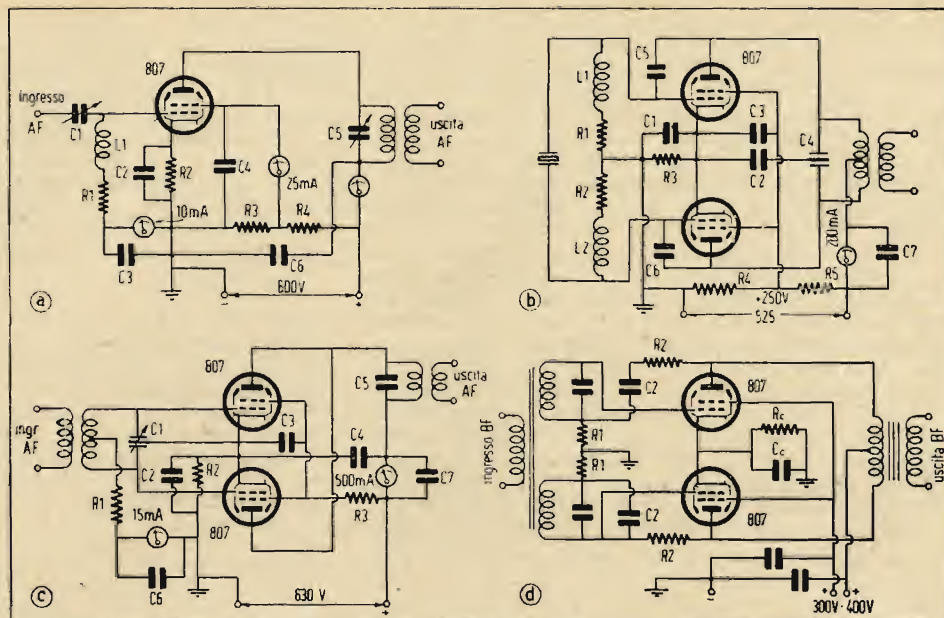 807
ingresso
AF
C1
L1
C2
R2
R1
10mA
C3
C4
25mA
R3
R4
C6
C5
uscita
AF
600V
-
+
a
807
C5
L1
R1
C1
C3
C4
R3
C2
R2
L2
C6
200mA
C7
R4
R5
+250V
525
b
807
C5
uscita
AF
ingr
AF
C1
C3
C4
C2
R2
500mA
C7
R1
R3
15mA
807
C6
630 V
-
+
c
R2
807
C2
ingresso BF
R1
R1
Rc
Cc
uscita BF
C2
807
R2
-
+
+
300V-400V
d